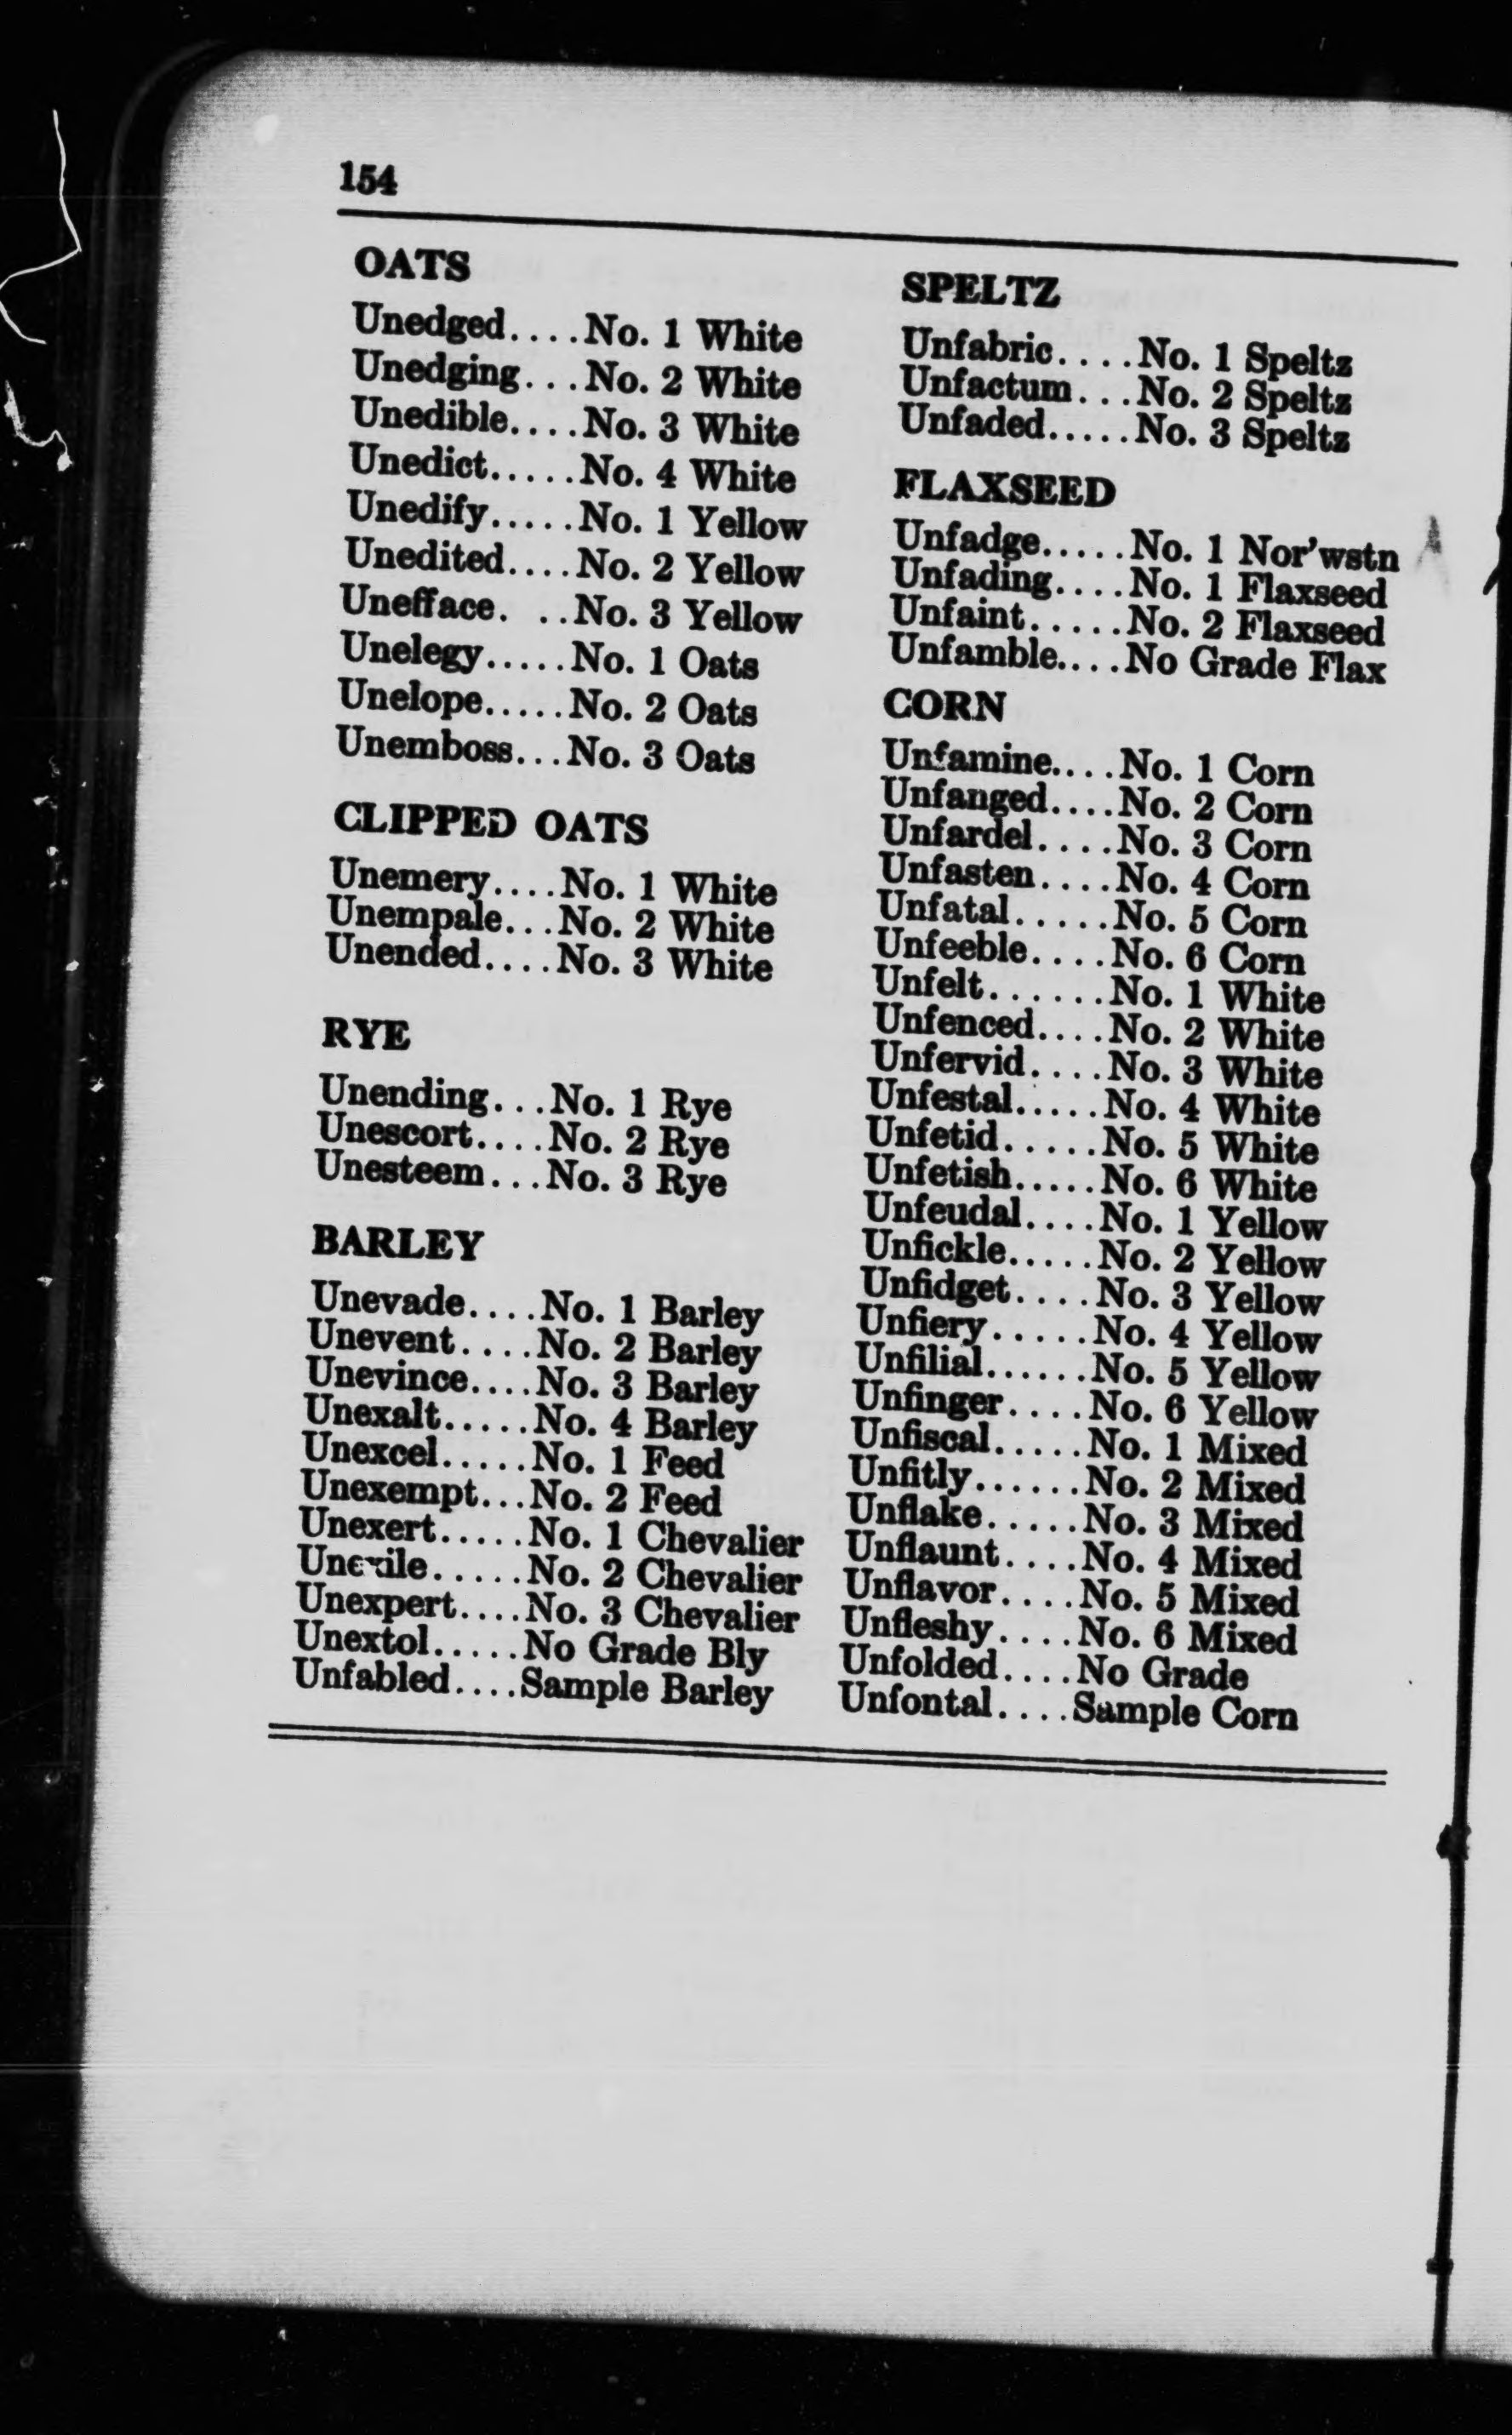 154
OATS
Unedged....No. 1 White
Unedging...No. 2 White
Unedible....No. 3 White
Unedict.....No. 4 White
Unedify.....No. 1 Yellow
Unedited....No. 2 Yellow
Unefface. ..No. 3 Yellow
Unelegy.....No. 1 Oats
Unelope.....No. 2 Oats
Unemboss...No. 3 Oats
CLIPPED OATS
Unemery....No. 1 White
Unempale...No. 2 White
Unended....No. 3 White
RYE
Unending...No. 1 Rye
Unescort....No. 2 Rye
Unesteem...No. 3 Rye
BARLEY
Unevade....No. 1 Barley
Unevent....No. 2 Barley
Unevince....No. 3 Barley
Unexalt.....No. 4 Barley
Unexcel.....No. 1 Feed
Unexempt...No. 2 Feed
Unexert.....No. 1 Chevalier
Unexile.....No. 2 Chevalier
Unexpert....No. 3 Chevalier
Unextol.....No Grade Bly
Unfabled....Sample Barley
SPELTZ
Unfabric....No. 1 Speltz
Unfactum...No. 2 Speltz
Unfaded.....No. 3 Speltz
FLAXSEED
Unfadge.....No. 1 Nor'wstn
Unfading....No. 1 Flaxseed
Unfaint.....No. 2 Flaxseed
Unfamble....No Grade Flax
CORN
Unfamine....No. 1 Corn
Unfanged....No. 2 Corn
Unfardel....No. 3 Corn
Unfasten....No. 4 Corn
Unfatal.....No. 5 Corn
Unfeeble....No. 6 Corn
Unfelt......No. 1 White
Unfenced....No. 2 White
Unfervid....No. 3 White
Unfestal.....No. 4 White
Unfetid.....No. 5 White
Unfetish.....No. 6 White
Unfeudal....No. 1 Yellow
Unfickle.....No. 2 Yellow
Unfidget....No. 3 Yellow
Unfiery.....No. 4 Yellow
Unfilial......No. 5 Yellow
Unfinger....No. 6 Yellow
Unfiscal.....No. 1 Mixed
Unfitly......No. 2 Mixed
Unflake.....No. 3 Mixed
Unflaunt....No. 4 Mixed
Unflavor....No. 5 Mixed
Unfleshy....No. 6 Mixed
Unfolded....No Grade
Unfontal....Sample Corn